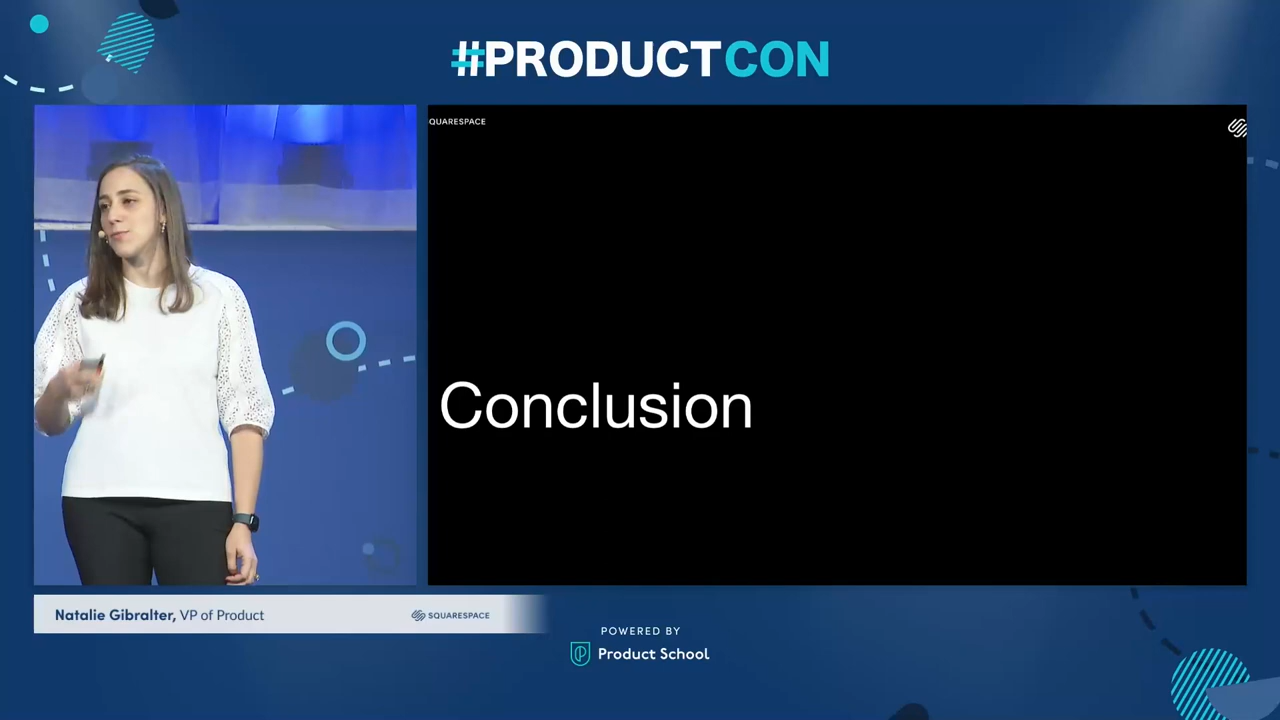 #PRODUCTCON
QUARESPACE
Conclusion
Natalie Gibralter, VP of Product
SQUARESPACE
POWERED BY
Product School